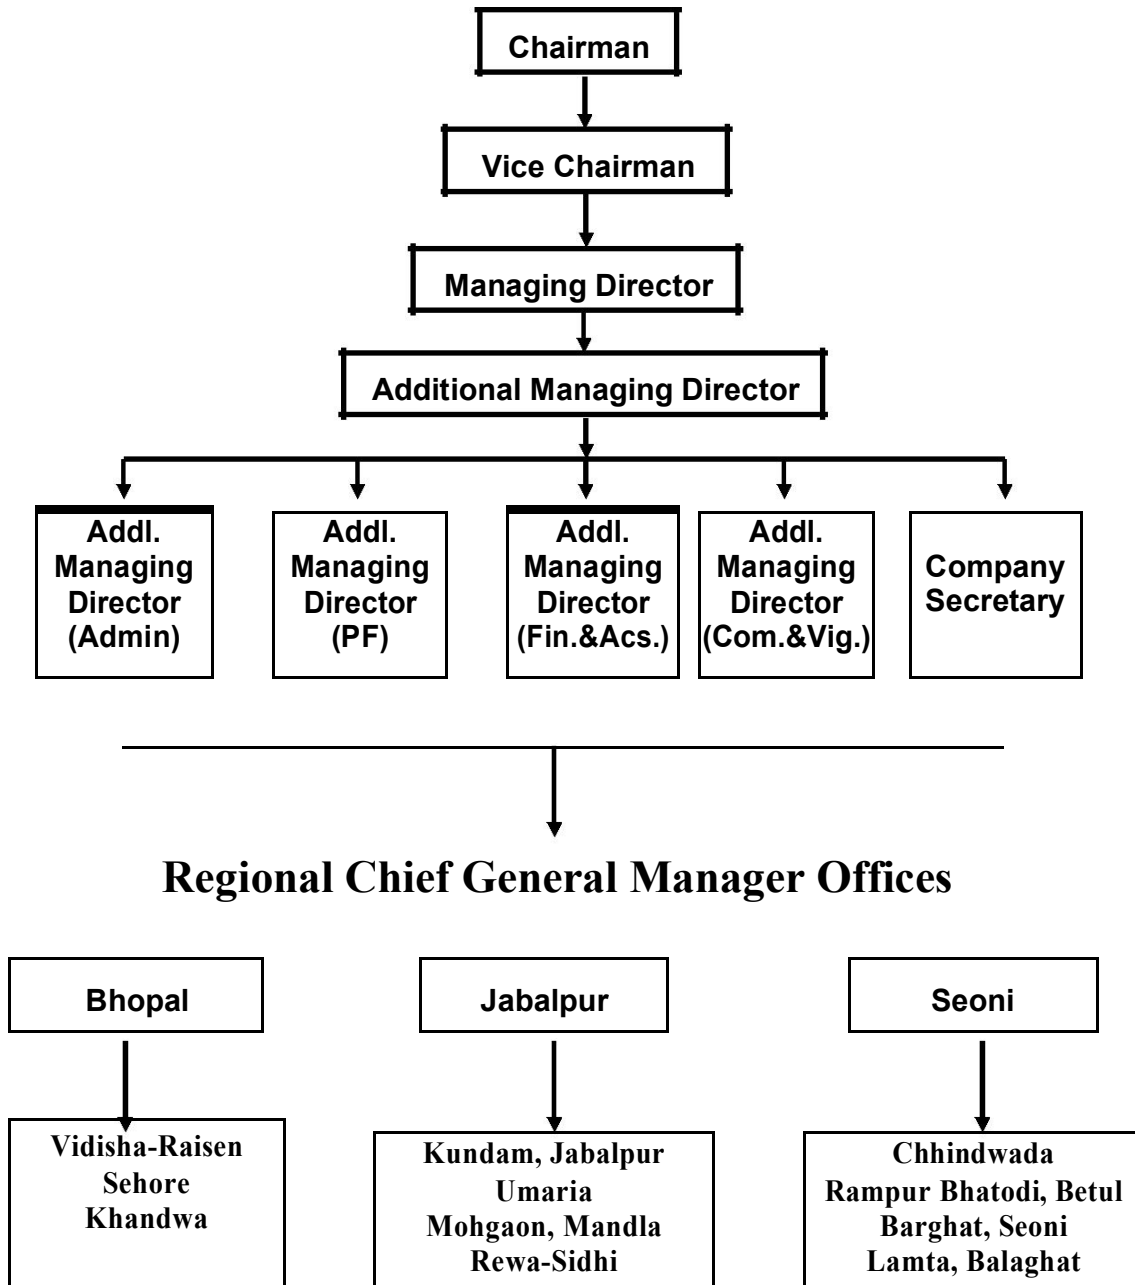 Chairman
Vice Chairman
Managing Director
Additional Managing Director
Addl.
Managing
Director
(Admin)
Addl.
Managing
Director
(PF)
Addl.
Managing
Director
(Fin.&Acs.)
Addl.
Managing
Director
(Com.&Vig.)
Company
Secretary
Regional Chief General Manager Offices
Bhopal
Jabalpur
Seoni
Vidisha-Raisen
Sehore
Khandwa
Kundam, Jabalpur
Umaria
Mohgaon, Mandla
Rewa-Sidhi
Chhindwada
Rampur Bhatodi, Betul
Barghat, Seoni
Lamta, Balaghat